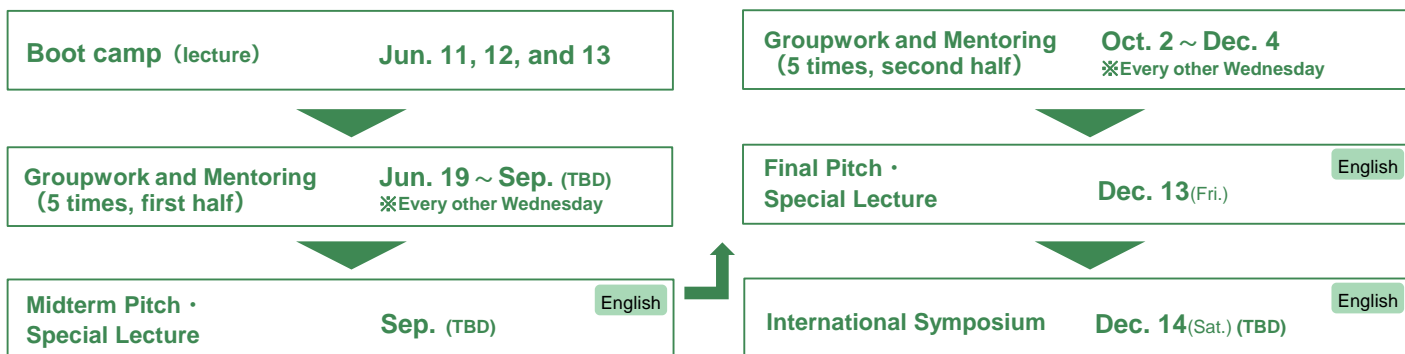 Boot camp（lecture） Jun. 11, 12, and 13
Groupwork and Mentoring Jun. 19～Sep. (TBD)
（5 times, first half） ※Every other Wednesday
English
Midterm Pitch・
Special Lecture Sep. (TBD)
Groupwork and Mentoring Oct. 2～Dec. 4
（5 times, second half） ※Every other Wednesday
English
Final Pitch・
Special Lecture Dec. 13(Fri.)
English
International Symposium Dec. 14(Sat.) (TBD)